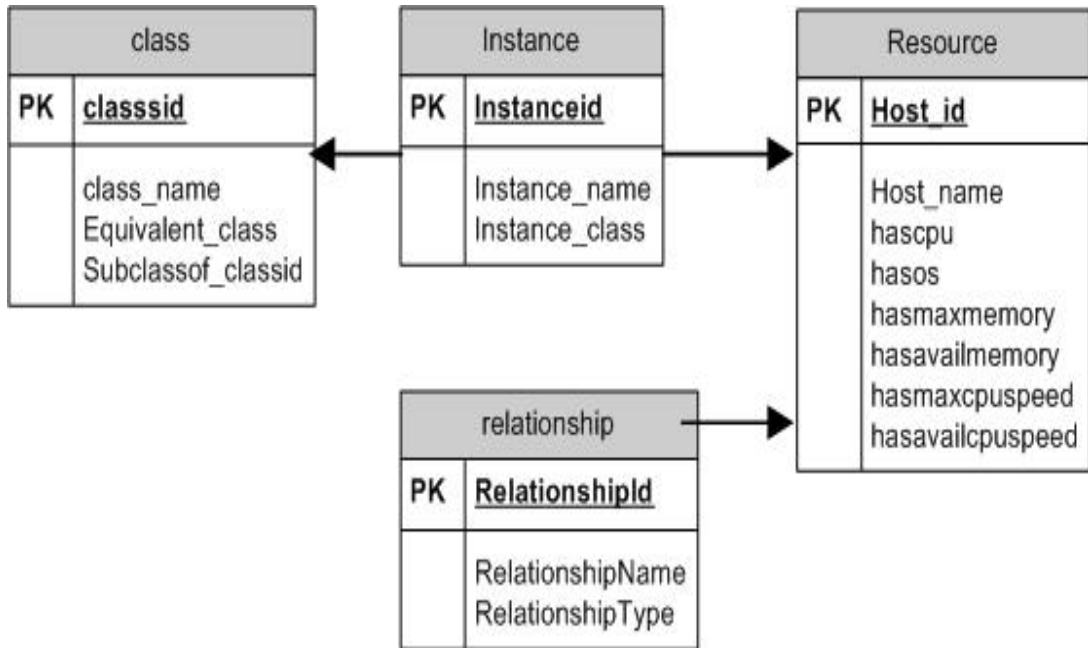 class
PK classsid
class_name
Equivalent_class
Subclassof_classid
Instance
PK Instanceid
Instance_name
Instance_class
Resource
PK Host_id
Host_name
hascpu
hasos
hasmaxmemory
hasavailmemory
hasmaxcpuspeed
hasavailcpuspeed
relationship
PK RelationshipId
RelationshipName
RelationshipType